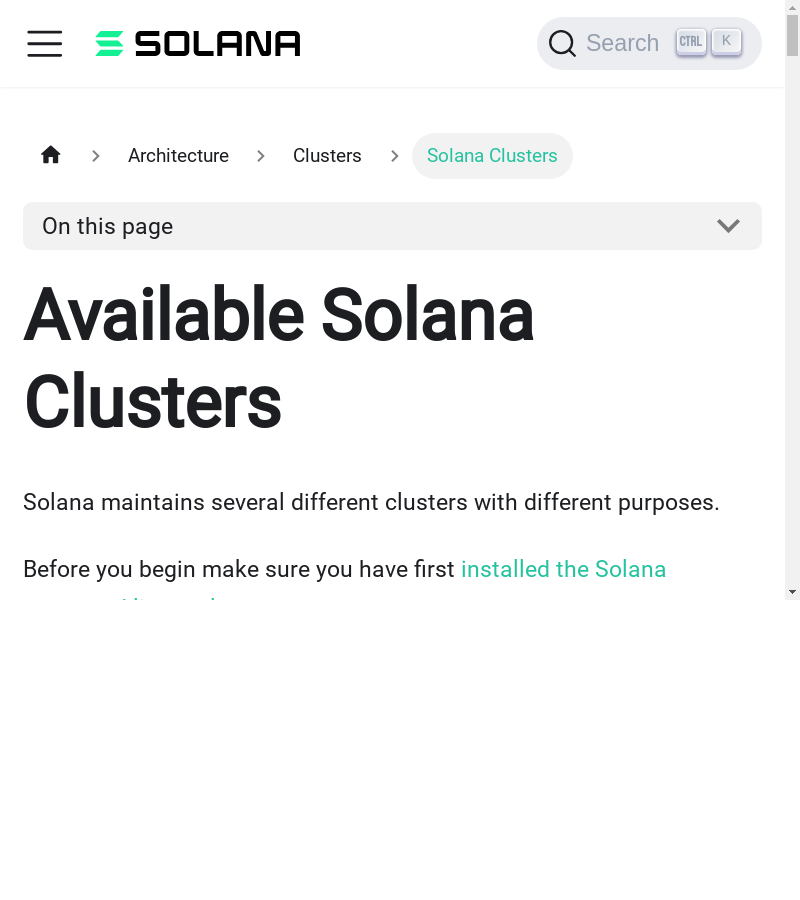 SOLANA
Search CTRL K
Architecture Clusters Solana Clusters
On this page
Available Solana
Clusters
Solana maintains several different clusters with different purposes.
Before you begin make sure you have first installed the Solana